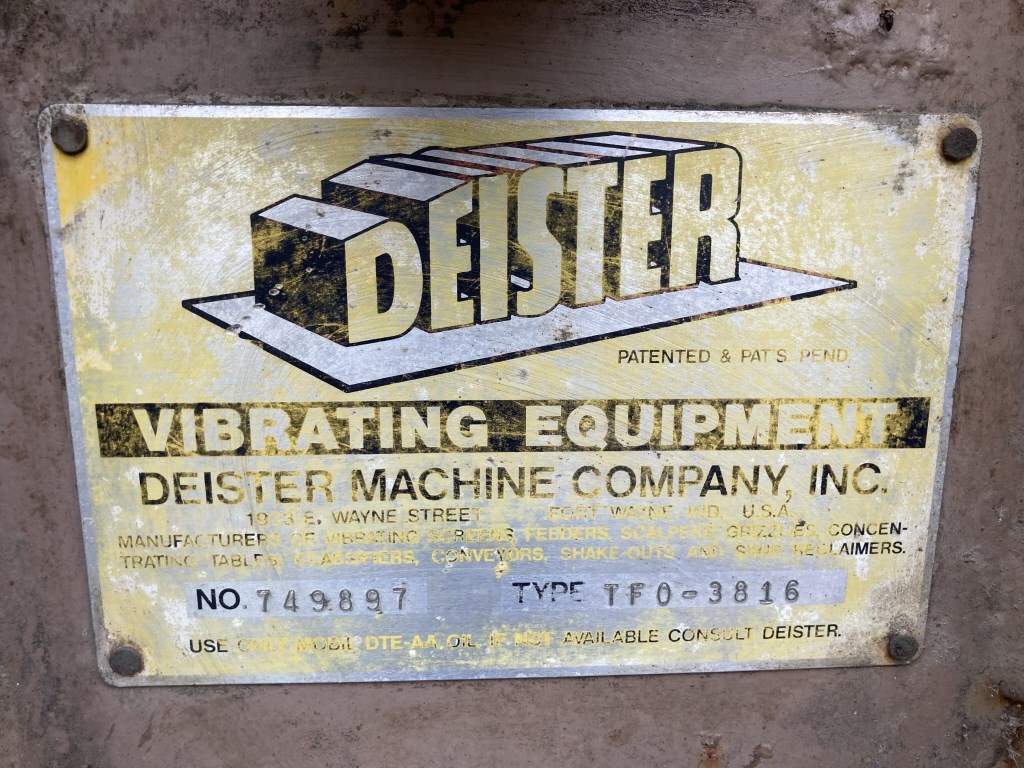 DEISTER
PATENTED & PAT'S. PEND.
VIBRATING EQUIPMENT
DEISTER MACHINE COMPANY, INC.
E. WAYNE STREET FORT WAYNE IND. U.S.A.
MANUFACTURERS OF VIBRATING SCREENS, FEEDERS, SCALPERS, GRIZZLIES, CONCEN-
TRATING TABLES, CLASSIFIERS, CONVEYORS, SHAKE-OUTS AND SAND RECLAIMERS.
NO. 749897 TYPE TFO-3816
USE ONLY MOBIL DTE-AA OIL, IF NOT AVAILABLE CONSULT DEISTER.